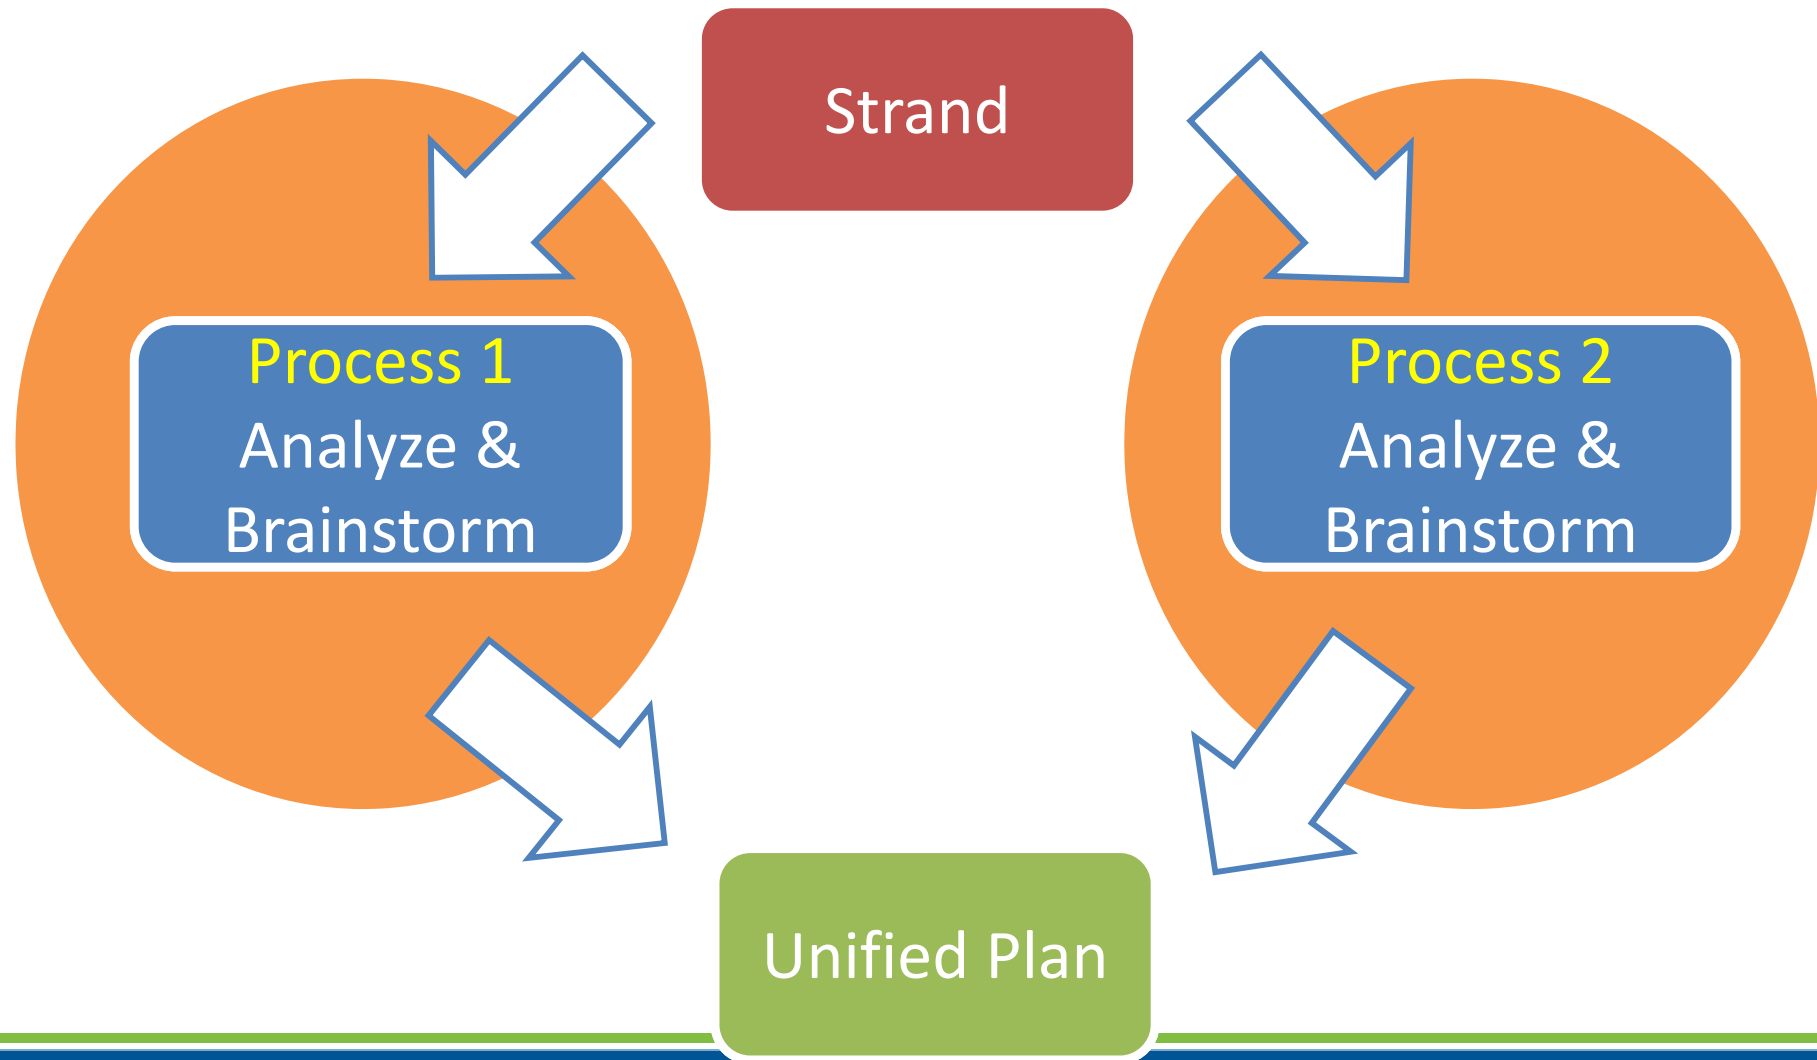 Strand
Process 1
Analyze &
Brainstorm
Process 2
Analyze &
Brainstorm
Unified Plan